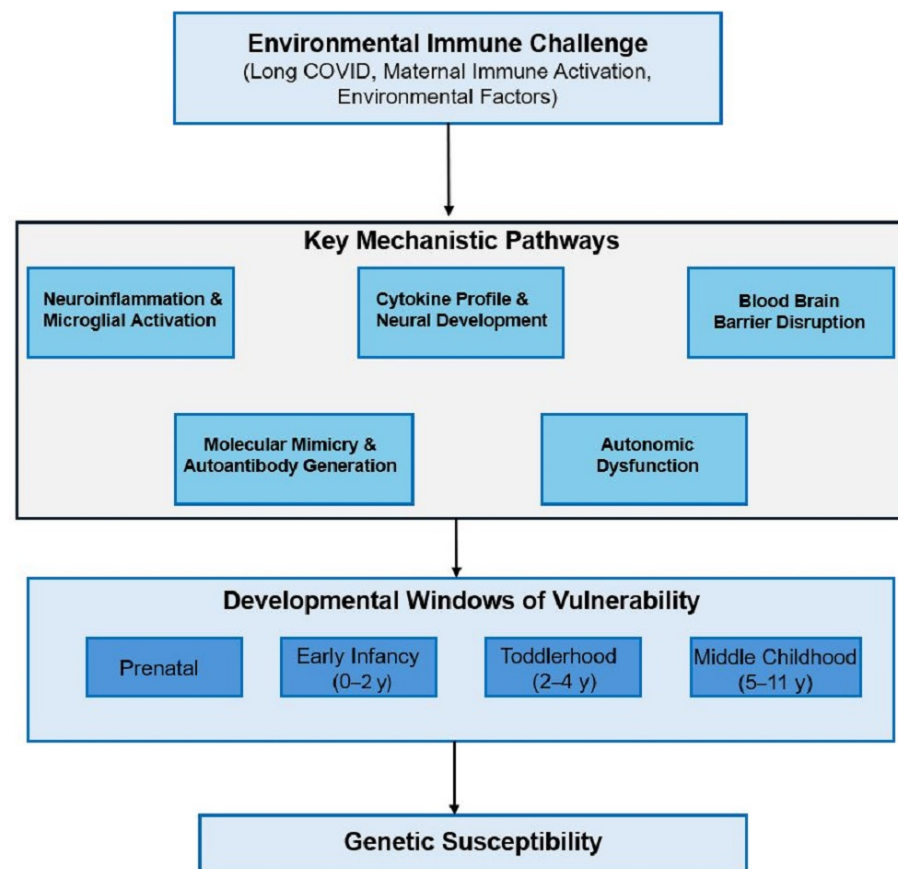 Environmental Immune Challenge
(Long COVID, Maternal Immune Activation,
Environmental Factors)
Key Mechanistic Pathways
Neuroinflammation &
Microglial Activation
Cytokine Profile &
Neural Development
Blood Brain
Barrier Disruption
Molecular Mimicry &
Autoantibody Generation
Autonomic
Dysfunction
Developmental Windows of Vulnerability
Prenatal
Early Infancy
(0–2 y)
Toddlerhood
(2–4 y)
Middle Childhood
(5–11 y)
Genetic Susceptibility